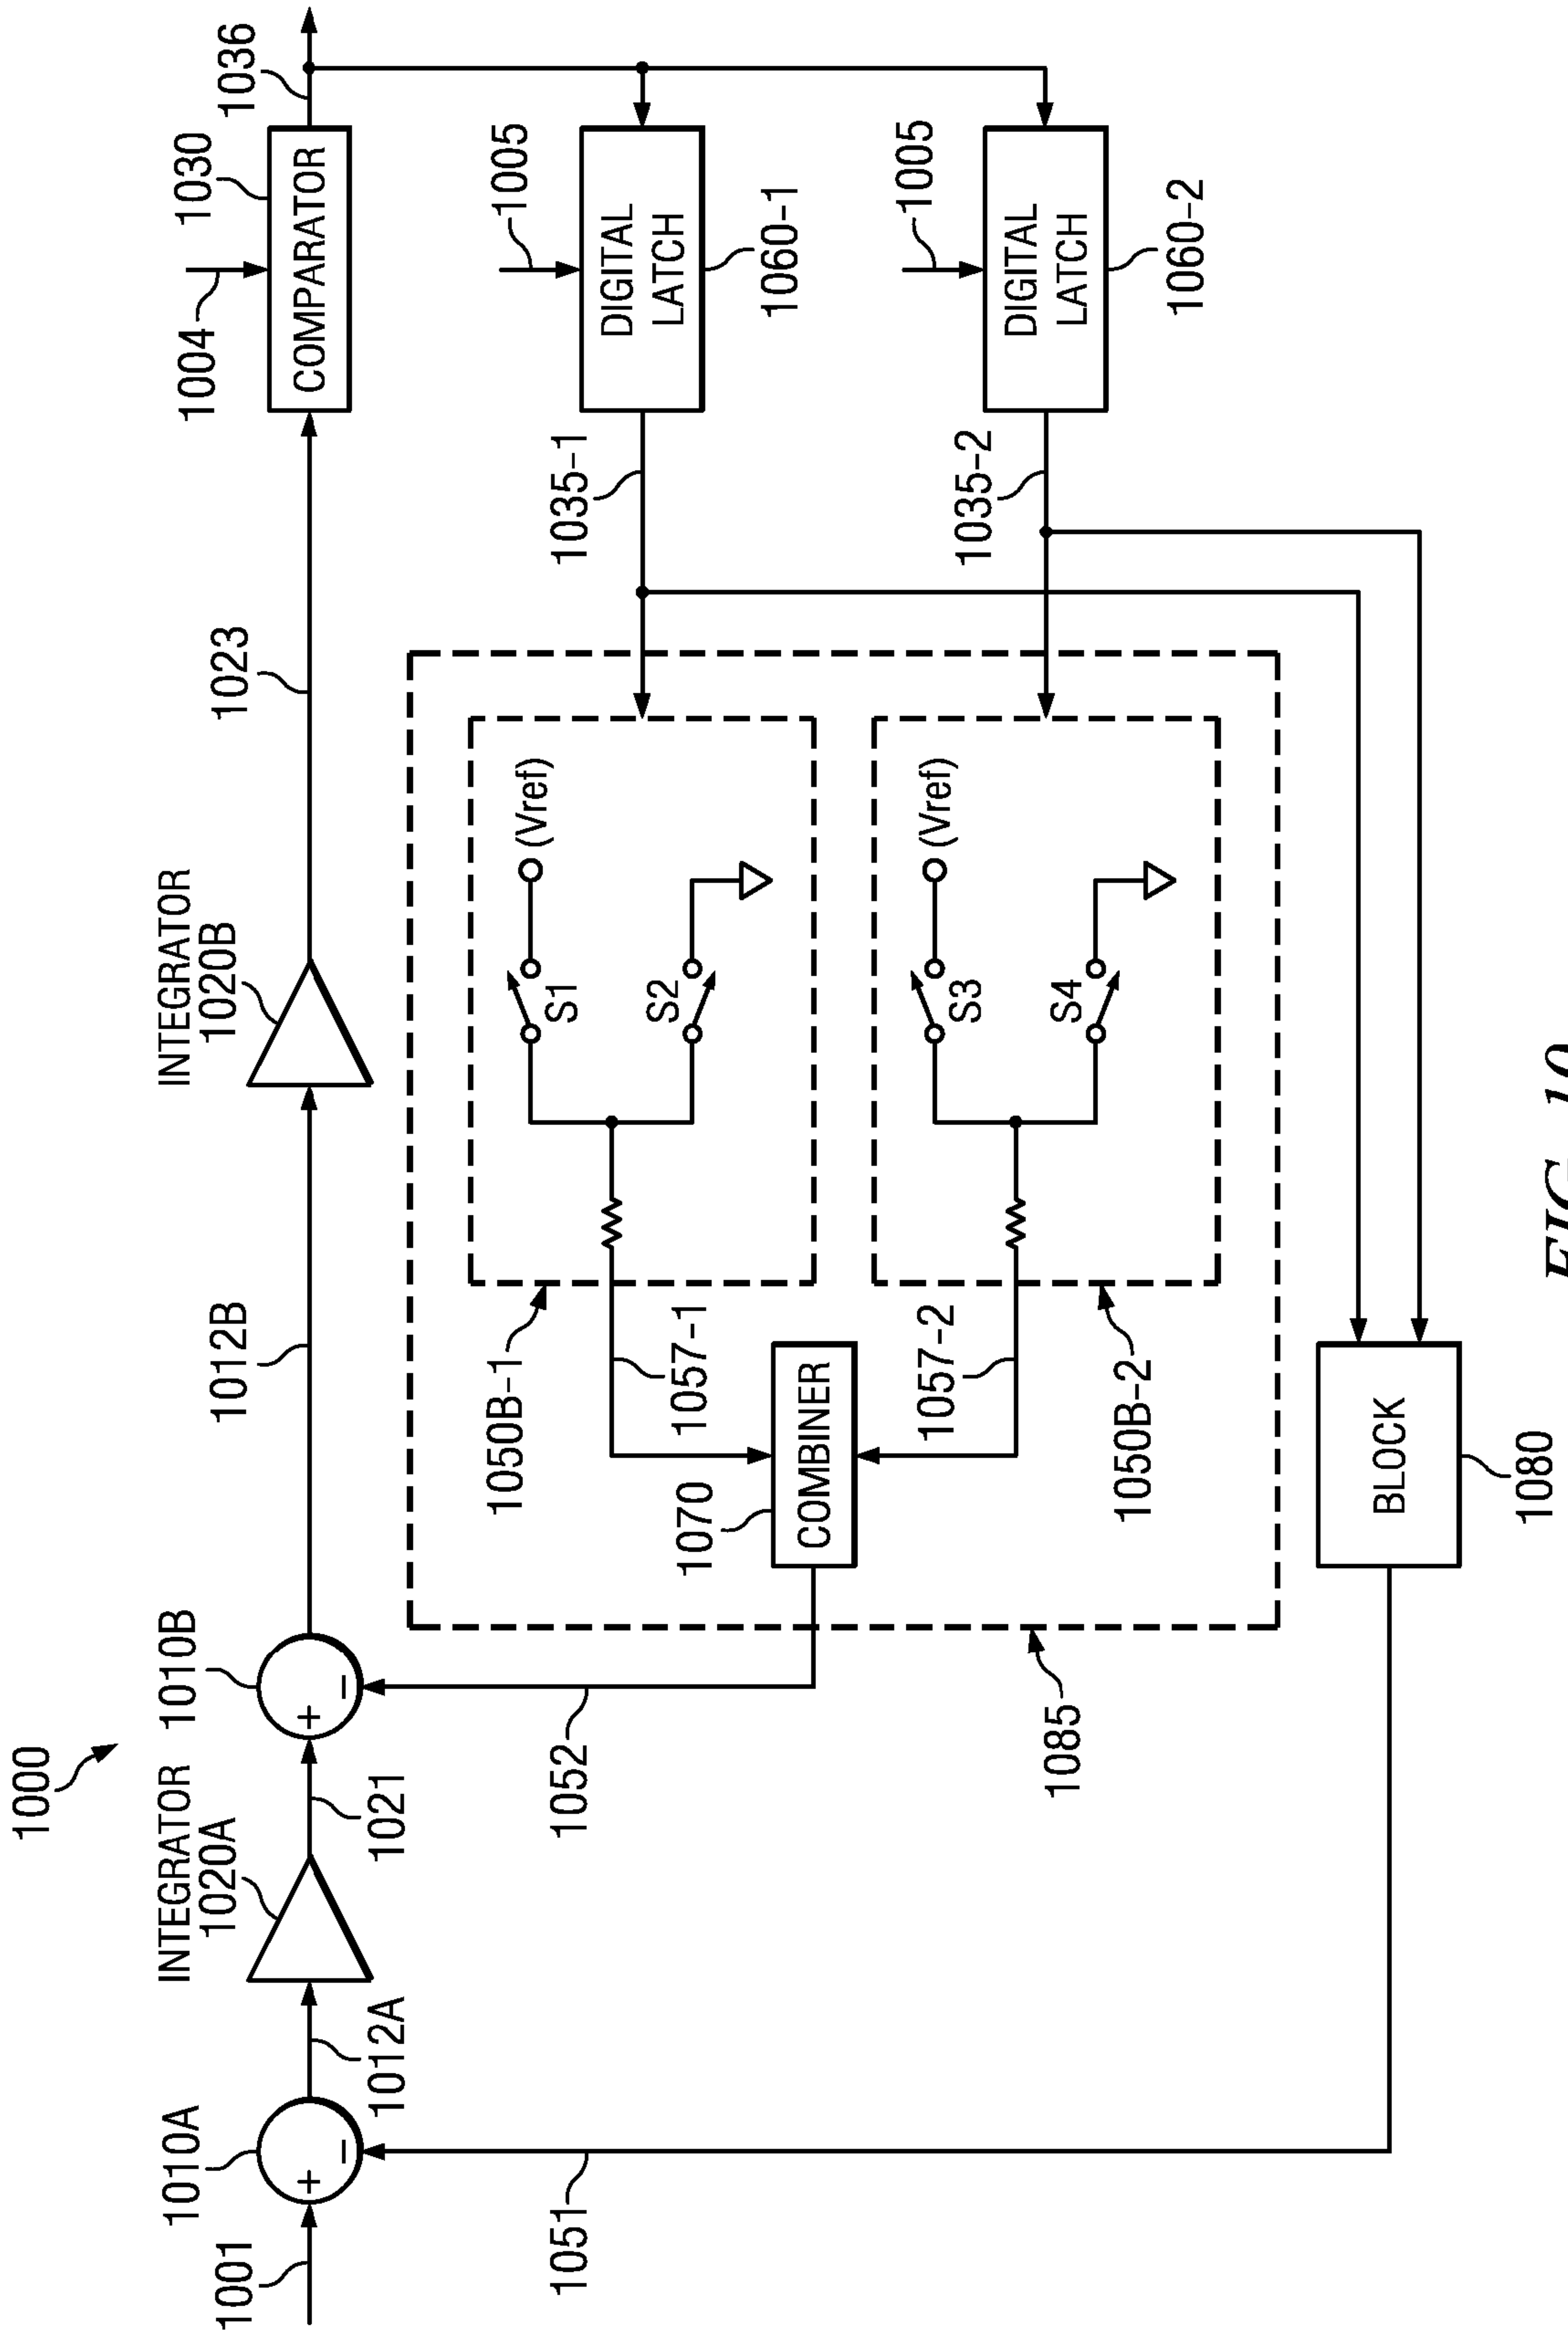 1000
1001
1010A
1012A
INTEGRATOR
1020A
1021
1010B
1012B
INTEGRATOR
1020B
1023
1004
COMPARATOR
1030
1036
+
−
+
−
1051
1052
1070
COMBINER
1050B-1
1057-1
S1
(Vref)
S2
1035-1
1005
DIGITAL
LATCH
1060-1
1085
1050B-2
1057-2
S3
(Vref)
S4
1035-2
1005
DIGITAL
LATCH
1060-2
BLOCK
1080
FIG. 10